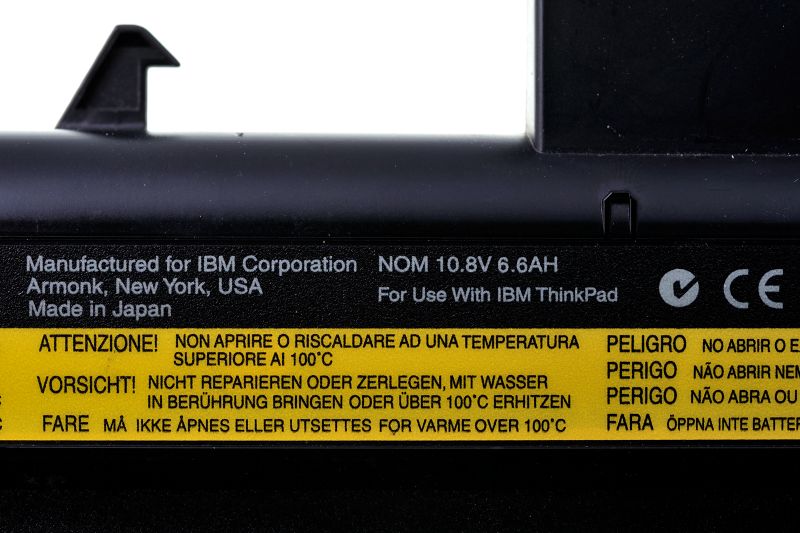 Manufactured for IBM Corporation
Armonk, New York, USA
Made in Japan
NOM 10.8V 6.6AH
For Use With IBM ThinkPad
CE
ATTENZIONE! NON APRIRE O RISCALDARE AD UNA TEMPERATURA
SUPERIORE AI 100°C
VORSICHT! NICHT REPARIEREN ODER ZERLEGEN, MIT WASSER
IN BERÜHRUNG BRINGEN ODER ÜBER 100°C ERHITZEN
FARE MÅ IKKE ÅPNES ELLER UTSETTES FOR VARME OVER 100°C
PELIGRO NO ABRIR O
PERIGO NÃO ABRIR NEM
PERIGO NÃO ABRA OU
FARA ÖPPNA INTE